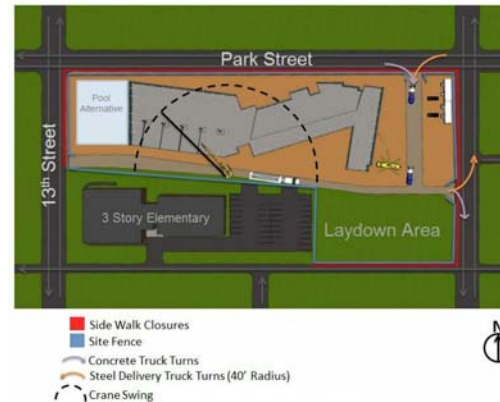 Park Street
Pool
Alternative
13th Street
3 Story Elementary
Laydown Area
Side Walk Closures
Site Fence
Concrete Truck Turns
Steel Delivery Truck Turns (40' Radius)
Crane Swing
N